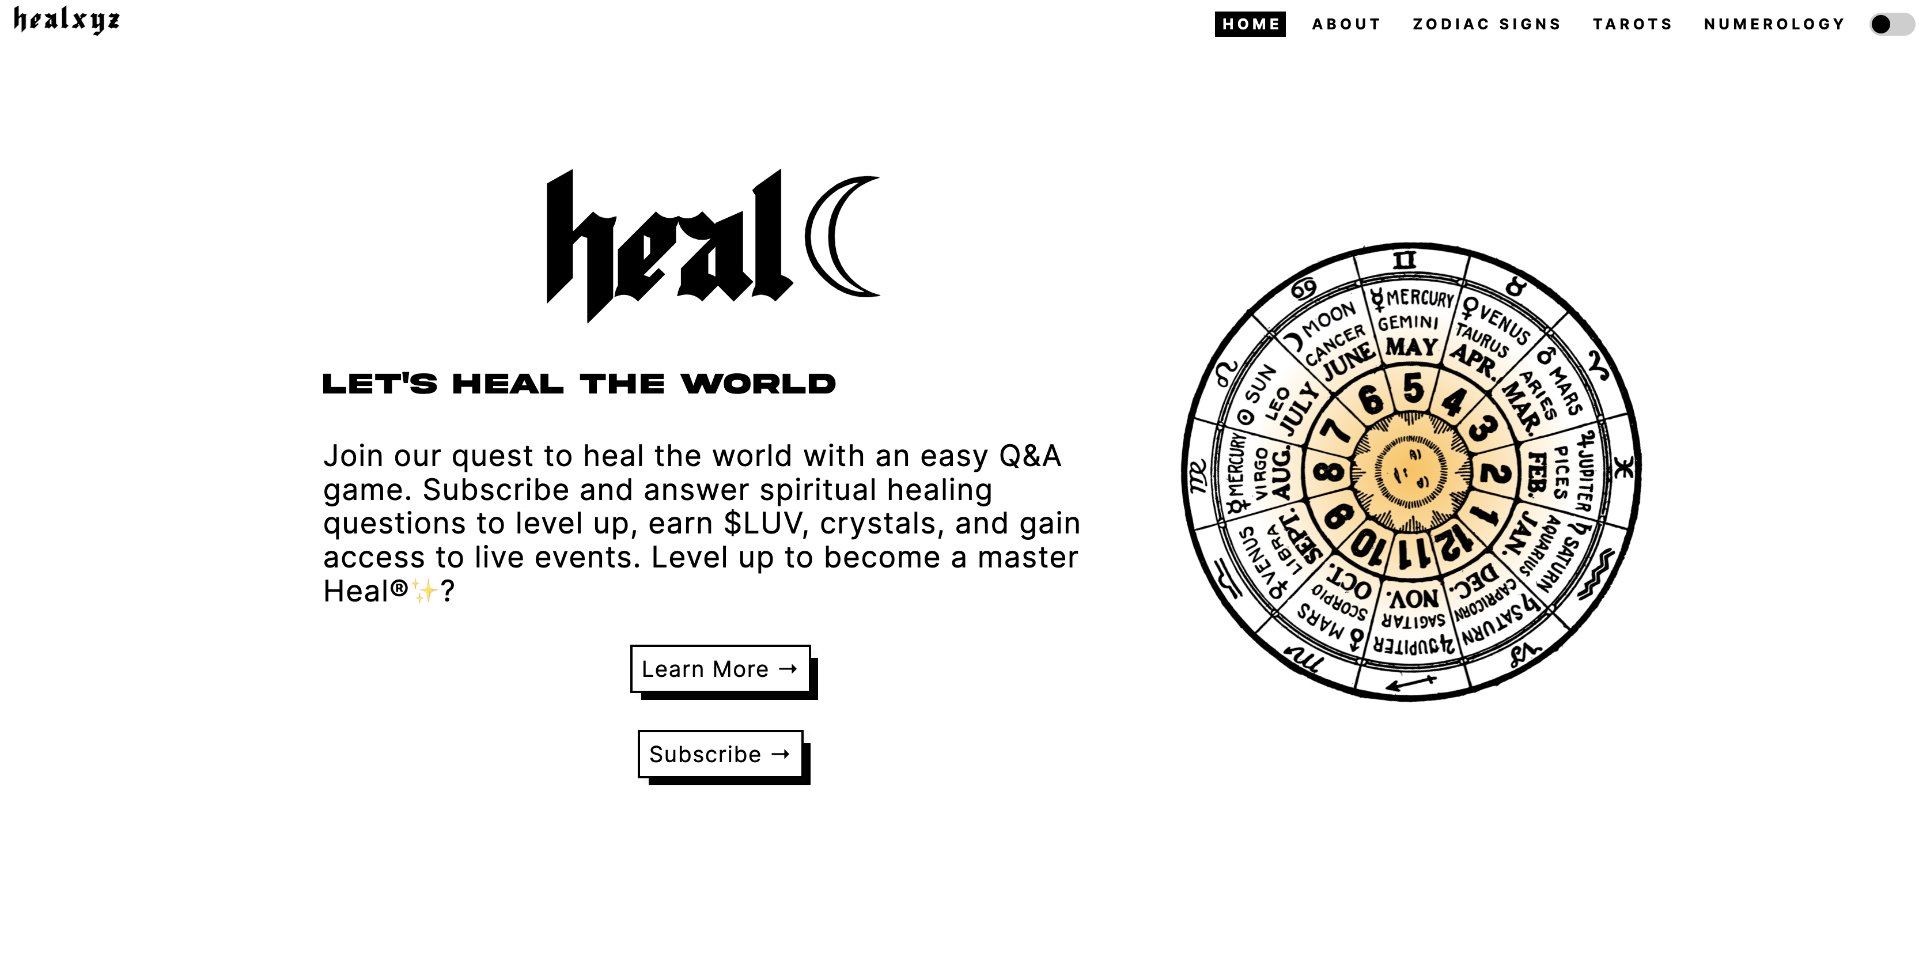 healxyz
HOME ABOUT ZODIAC SIGNS TAROTS NUMEROLOGY
heal
LET'S HEAL THE WORLD
Join our quest to heal the world with an easy Q&A
game. Subscribe and answer spiritual healing
questions to level up, earn $LUV, crystals, and gain
access to live events. Level up to become a master
Heal®✨?
Learn More →
Subscribe →
♊
☿ MERCURY
GEMINI
MAY
5
♉
♀ VENUS
TAURUS
APR.
4
♈
♂ MARS
ARIES
MAR.
3
♓
♃ JUPITER
PICES
FEB.
2
♒
♄ SATURN
AQUARIUS
JAN.
1
♑
♄ SATURN
CAPRICORN
DEC.
12
♐
♃ JUPITER
SAGITAR
NOV.
11
♏
♂ MARS
SCORPIO
OCT.
10
♎
♀ VENUS
LIBRA
SEPT.
9
♍
☿ MERCURY
VIRGO
AUG.
8
♌
☉ SUN
LEO
JULY
7
♋
☽ MOON
CANCER
JUNE
6